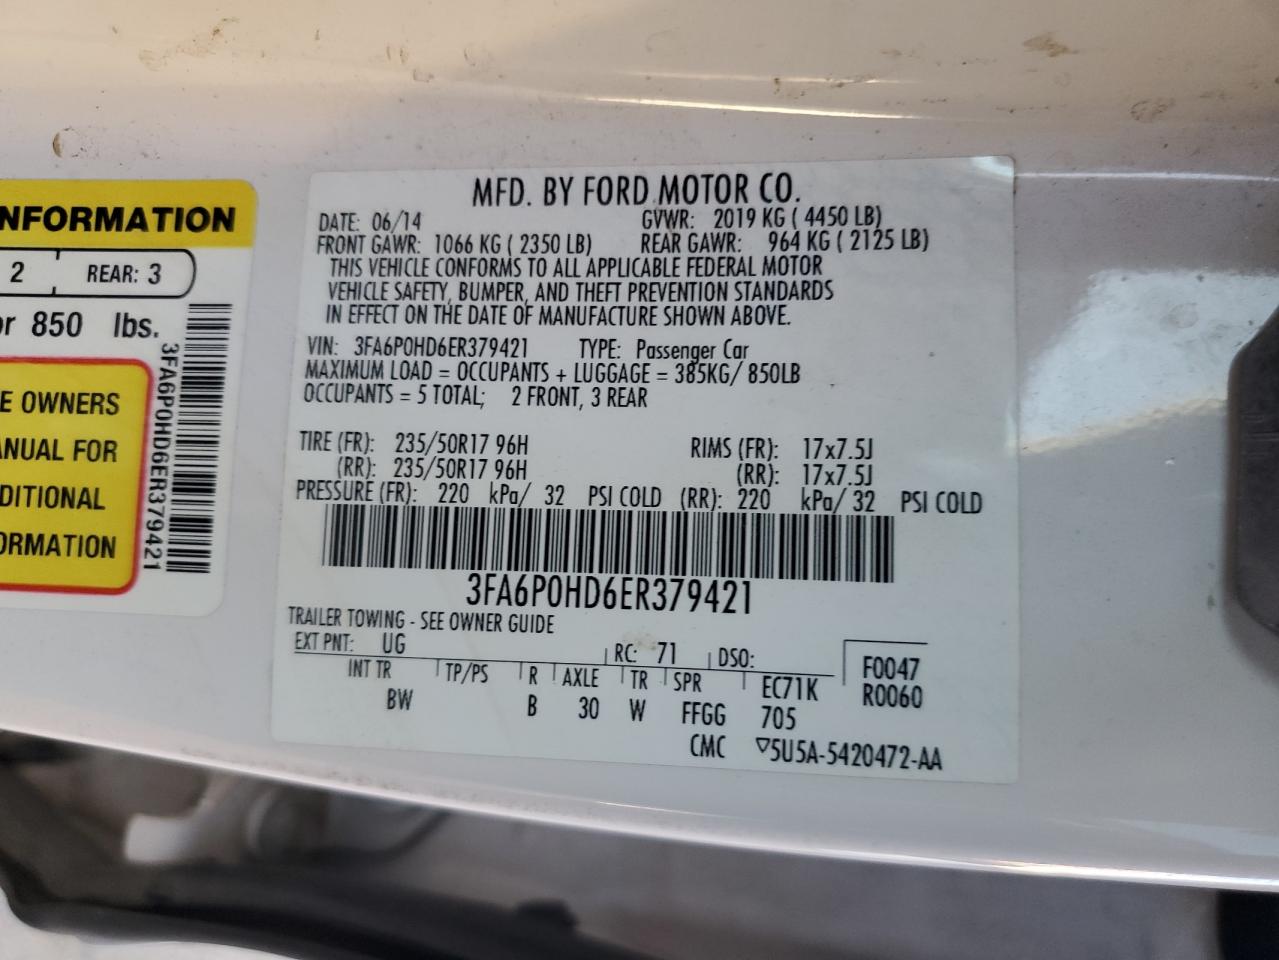 NFORMATION
2 REAR: 3
or 850 lbs.
E OWNERS
ANUAL FOR
DITIONAL
ORMATION
3FA6P0HD6ER379421
MFD. BY FORD MOTOR CO.
DATE: 06/14 GVWR: 2019 KG ( 4450 LB)
FRONT GAWR: 1066 KG ( 2350 LB) REAR GAWR: 964 KG ( 2125 LB)
THIS VEHICLE CONFORMS TO ALL APPLICABLE FEDERAL MOTOR
VEHICLE SAFETY, BUMPER, AND THEFT PREVENTION STANDARDS
IN EFFECT ON THE DATE OF MANUFACTURE SHOWN ABOVE.
VIN: 3FA6P0HD6ER379421 TYPE: Passenger Car
MAXIMUM LOAD = OCCUPANTS + LUGGAGE = 385KG/ 850LB
OCCUPANTS = 5 TOTAL; 2 FRONT, 3 REAR
TIRE (FR): 235/50R17 96H RIMS (FR): 17x7.5J
(RR): 235/50R17 96H (RR): 17x7.5J
PRESSURE (FR): 220 kPa/ 32 PSI COLD (RR): 220 kPa/ 32 PSI COLD
3FA6P0HD6ER379421
TRAILER TOWING - SEE OWNER GUIDE
EXT PNT: UG RC: 71 DSO: F0047
INT TR TP/PS R AXLE TR SPR EC71K R0060
BW B 30 W FFGG 705
CMC ▽5U5A-5420472-AA